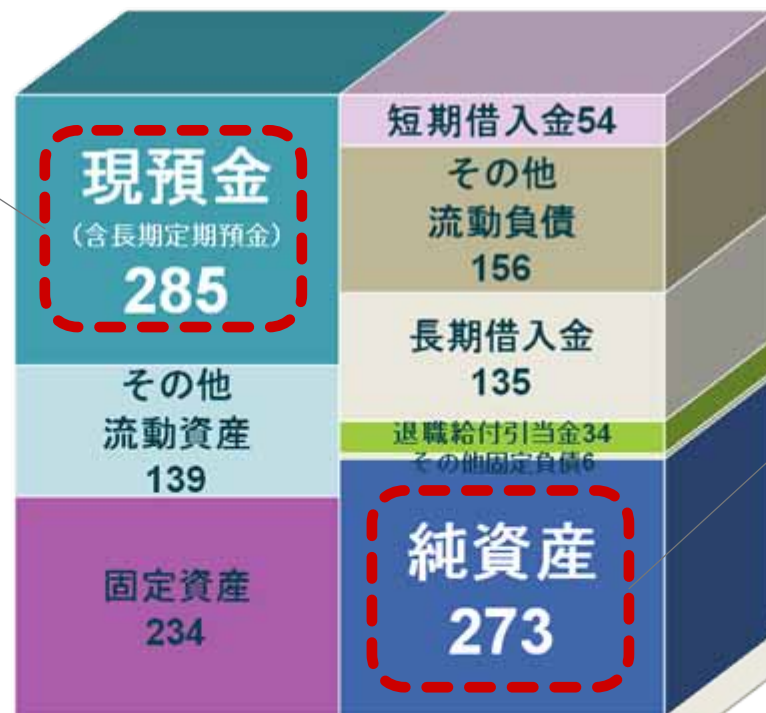 現預金
（含長期定期預金）
285
その他
流動資産
139
固定資産
234
短期借入金54
その他
流動負債
156
長期借入金
135
退職給付引当金34
その他固定負債6
純資産
273